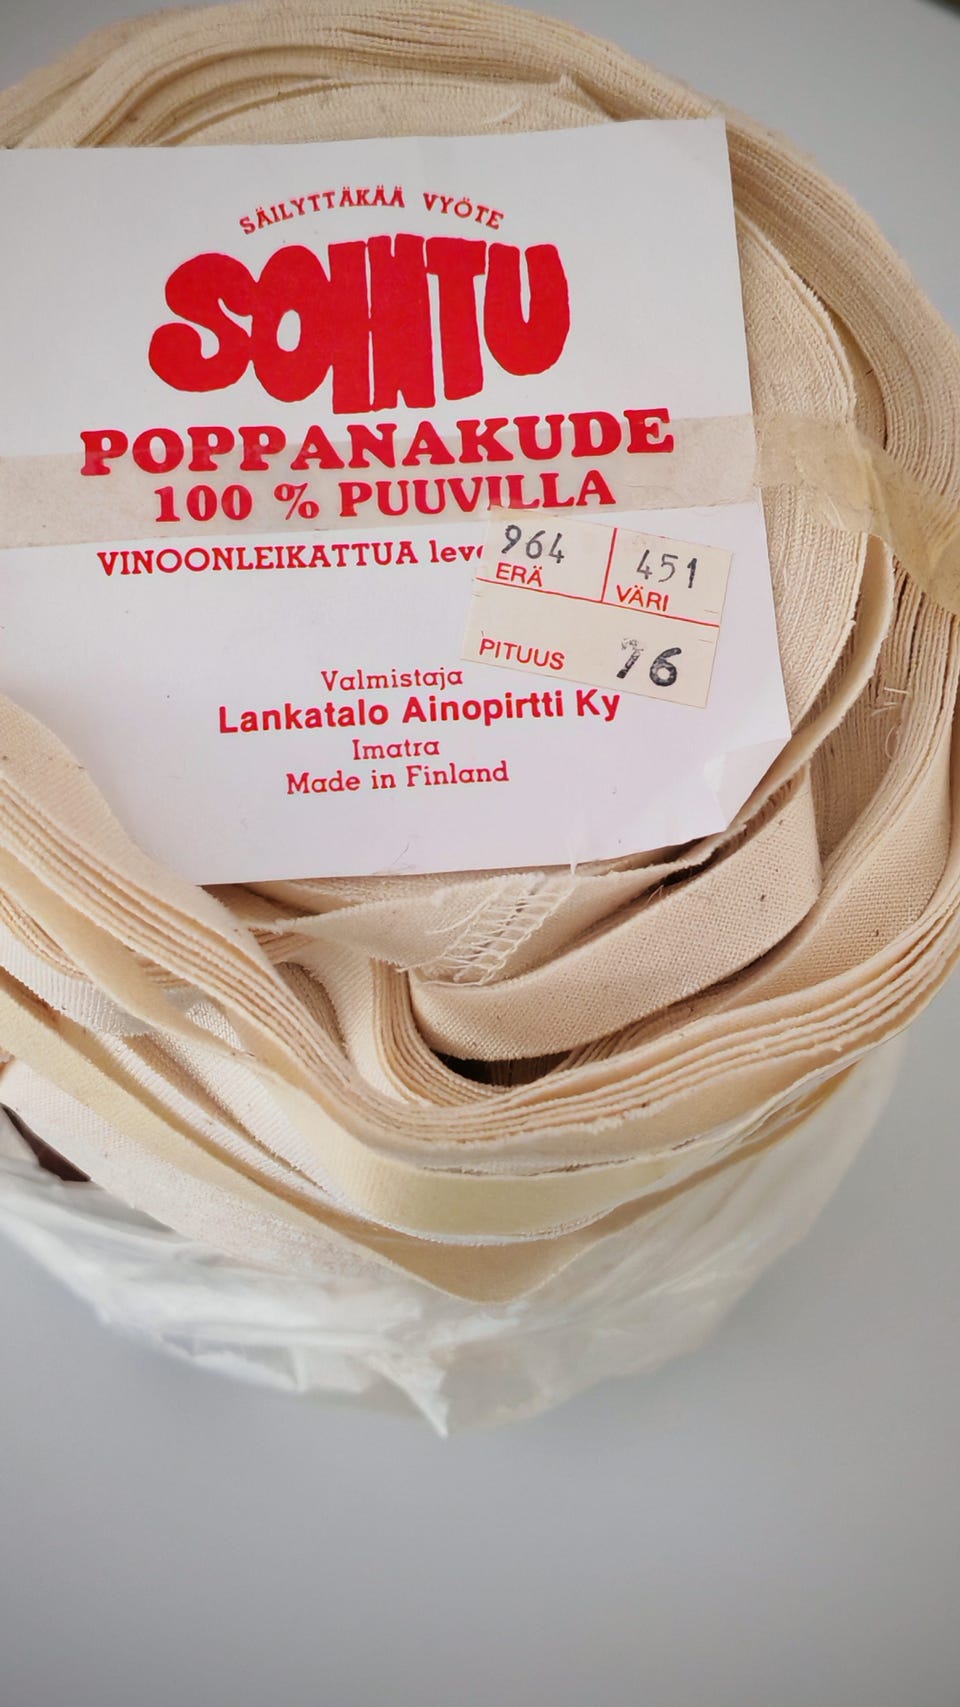 SÄILYTTÄKÄÄ VYÖTE
SOINTU
POPPANAKUDE
100 % PUUVILLA
VINOONLEIKATTUA
964
ERÄ
451
VÄRI
PITUUS 76
Valmistaja
Lankatalo Ainopirtti Ky
Imatra
Made in Finland